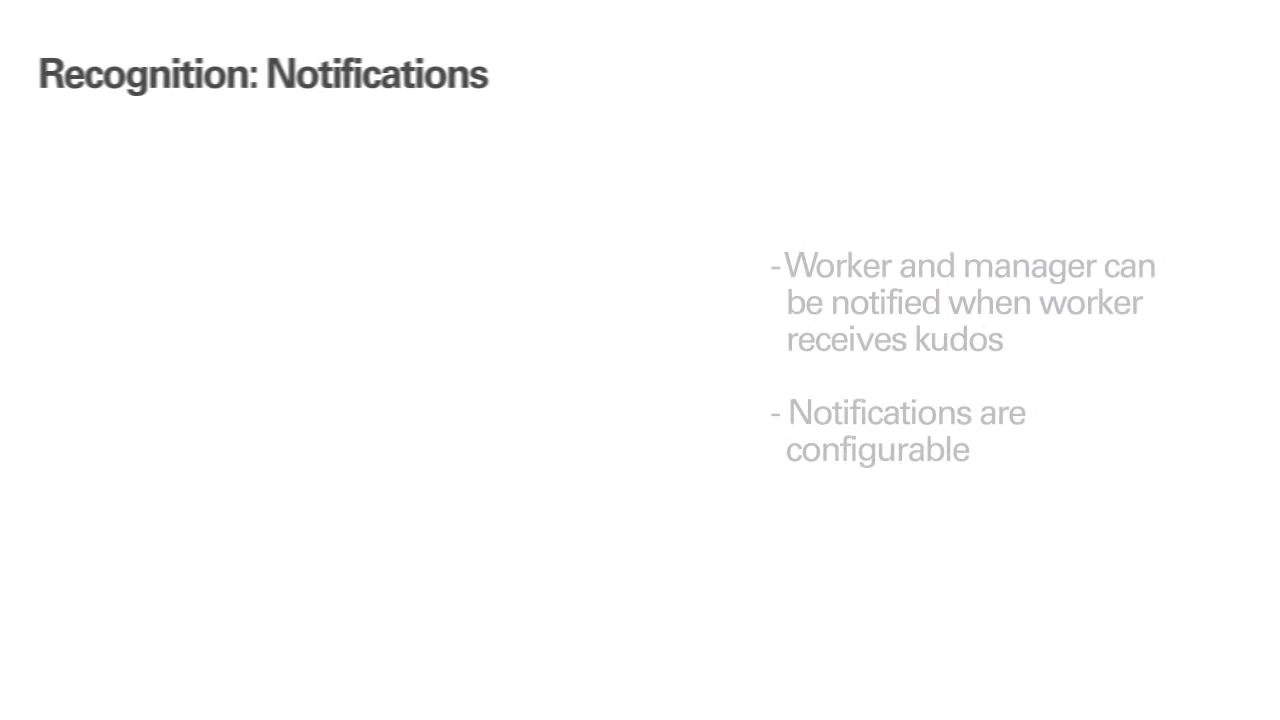 Recognition: Notifications
- Worker and manager can
be notified when worker
receives kudos
- Notifications are
configurable